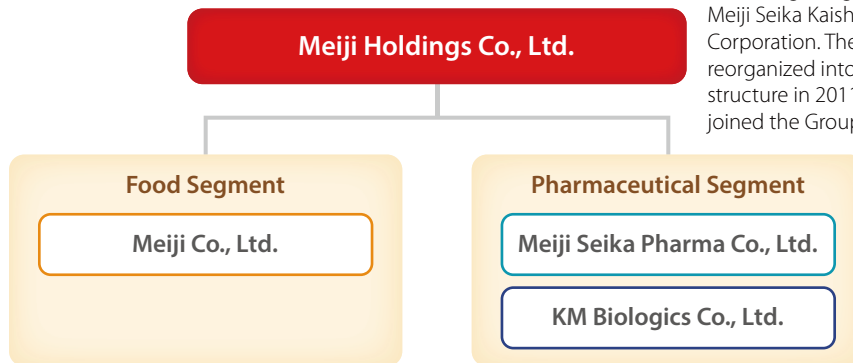 Meiji Seika Kaish
Corporation. The
reorganized into
structure in 2011
joined the Group
Meiji Holdings Co., Ltd.
Food Segment
Meiji Co., Ltd.
Pharmaceutical Segment
Meiji Seika Pharma Co., Ltd.
KM Biologics Co., Ltd.